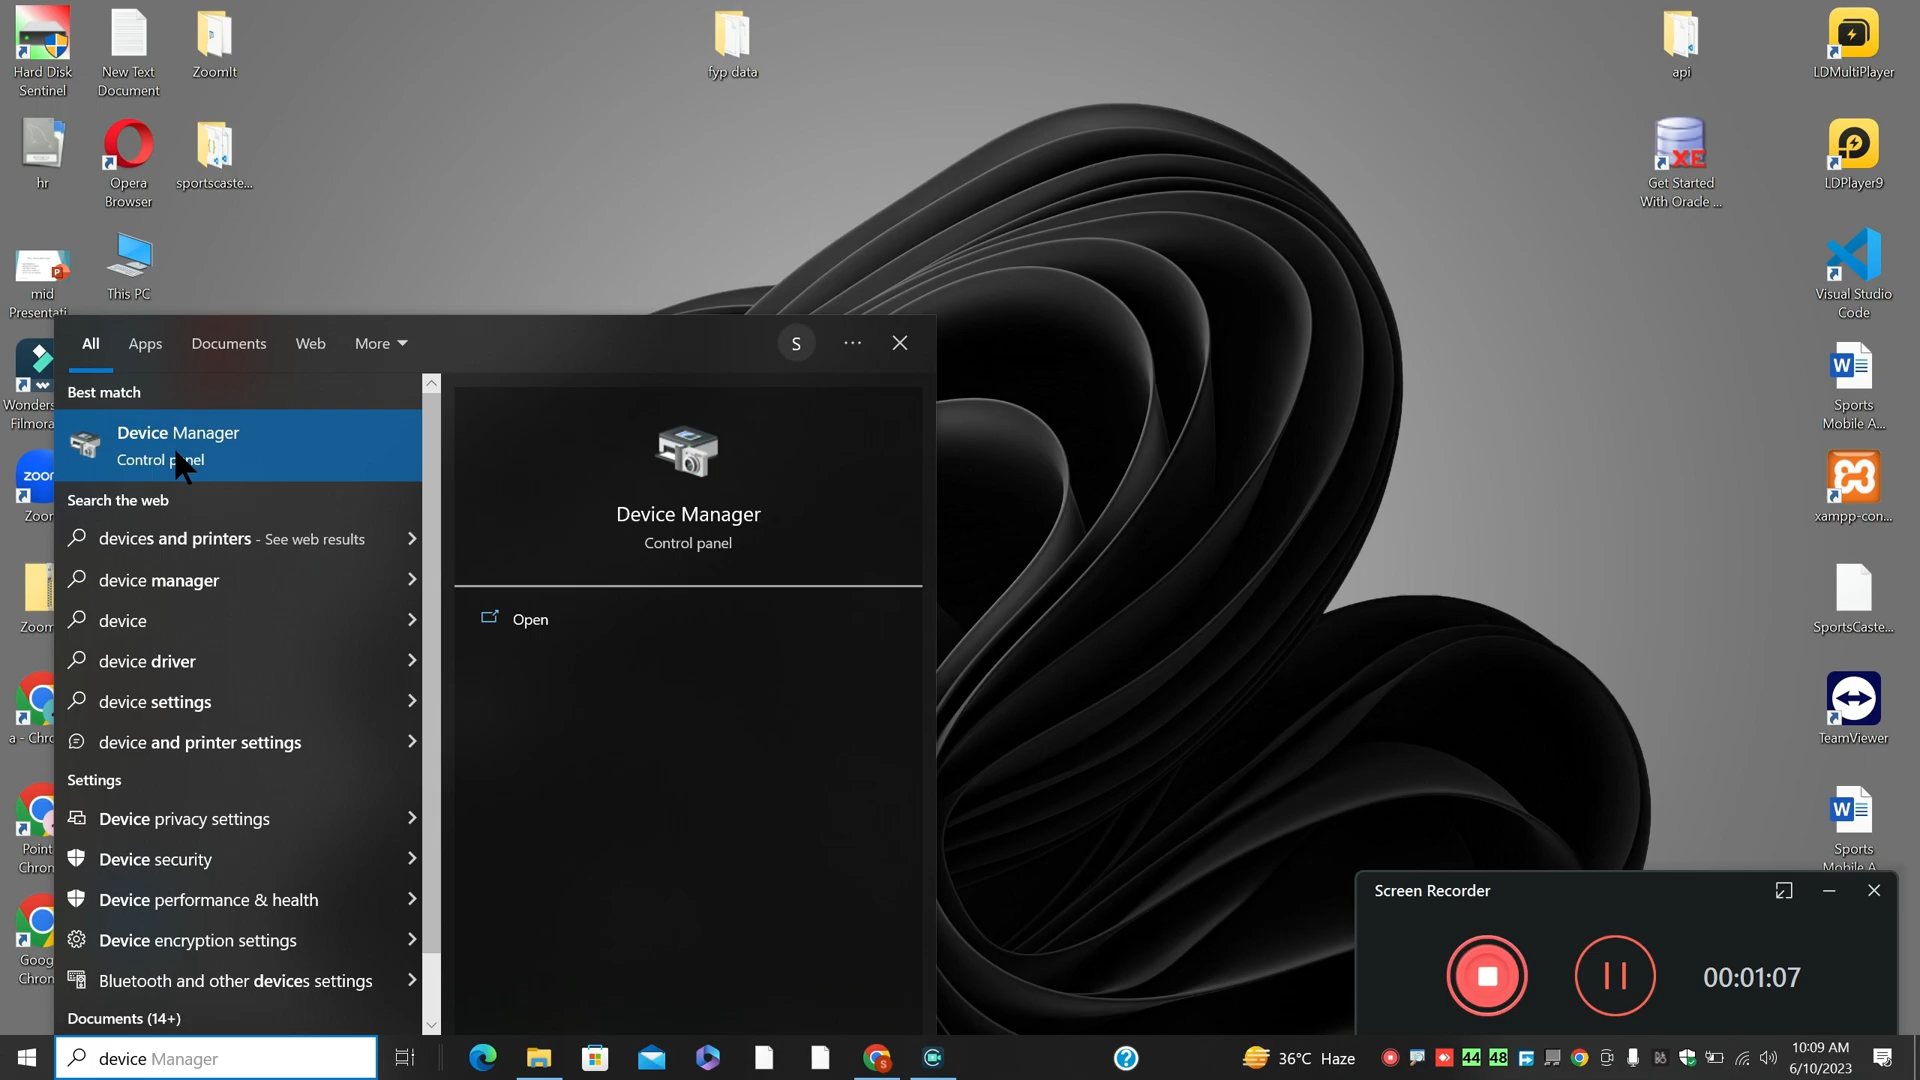 Hard Disk
Sentinel
New Text
Document
ZoomIt
fyp data
api
LDMultiPlayer
hr
Opera
Browser
sportscaste...
XE
Get Started
With Oracle ...
LDPlayer9
mid
Presentati
This PC
Visual Studio
Code
All
Apps
Documents
Web
More
S
Best match
Device Manager
Control panel
Search the web
devices and printers - See web results
device manager
device
device driver
device settings
device and printer settings
Settings
Device privacy settings
Device security
Device performance & health
Device encryption settings
Bluetooth and other devices settings
Documents (14+)
device Manager
Device Manager
Control panel
Open
Wonders
Filmora
zoom
Zoom
Zoom
a - Chro
Point
Chron
Goog
Chron
Sports
Mobile A...
xampp-con...
SportsCaste...
TeamViewer
Sports
Mobile A...
Screen Recorder
00:01:07
36°C Haze
44
48
10:09 AM
6/10/2023